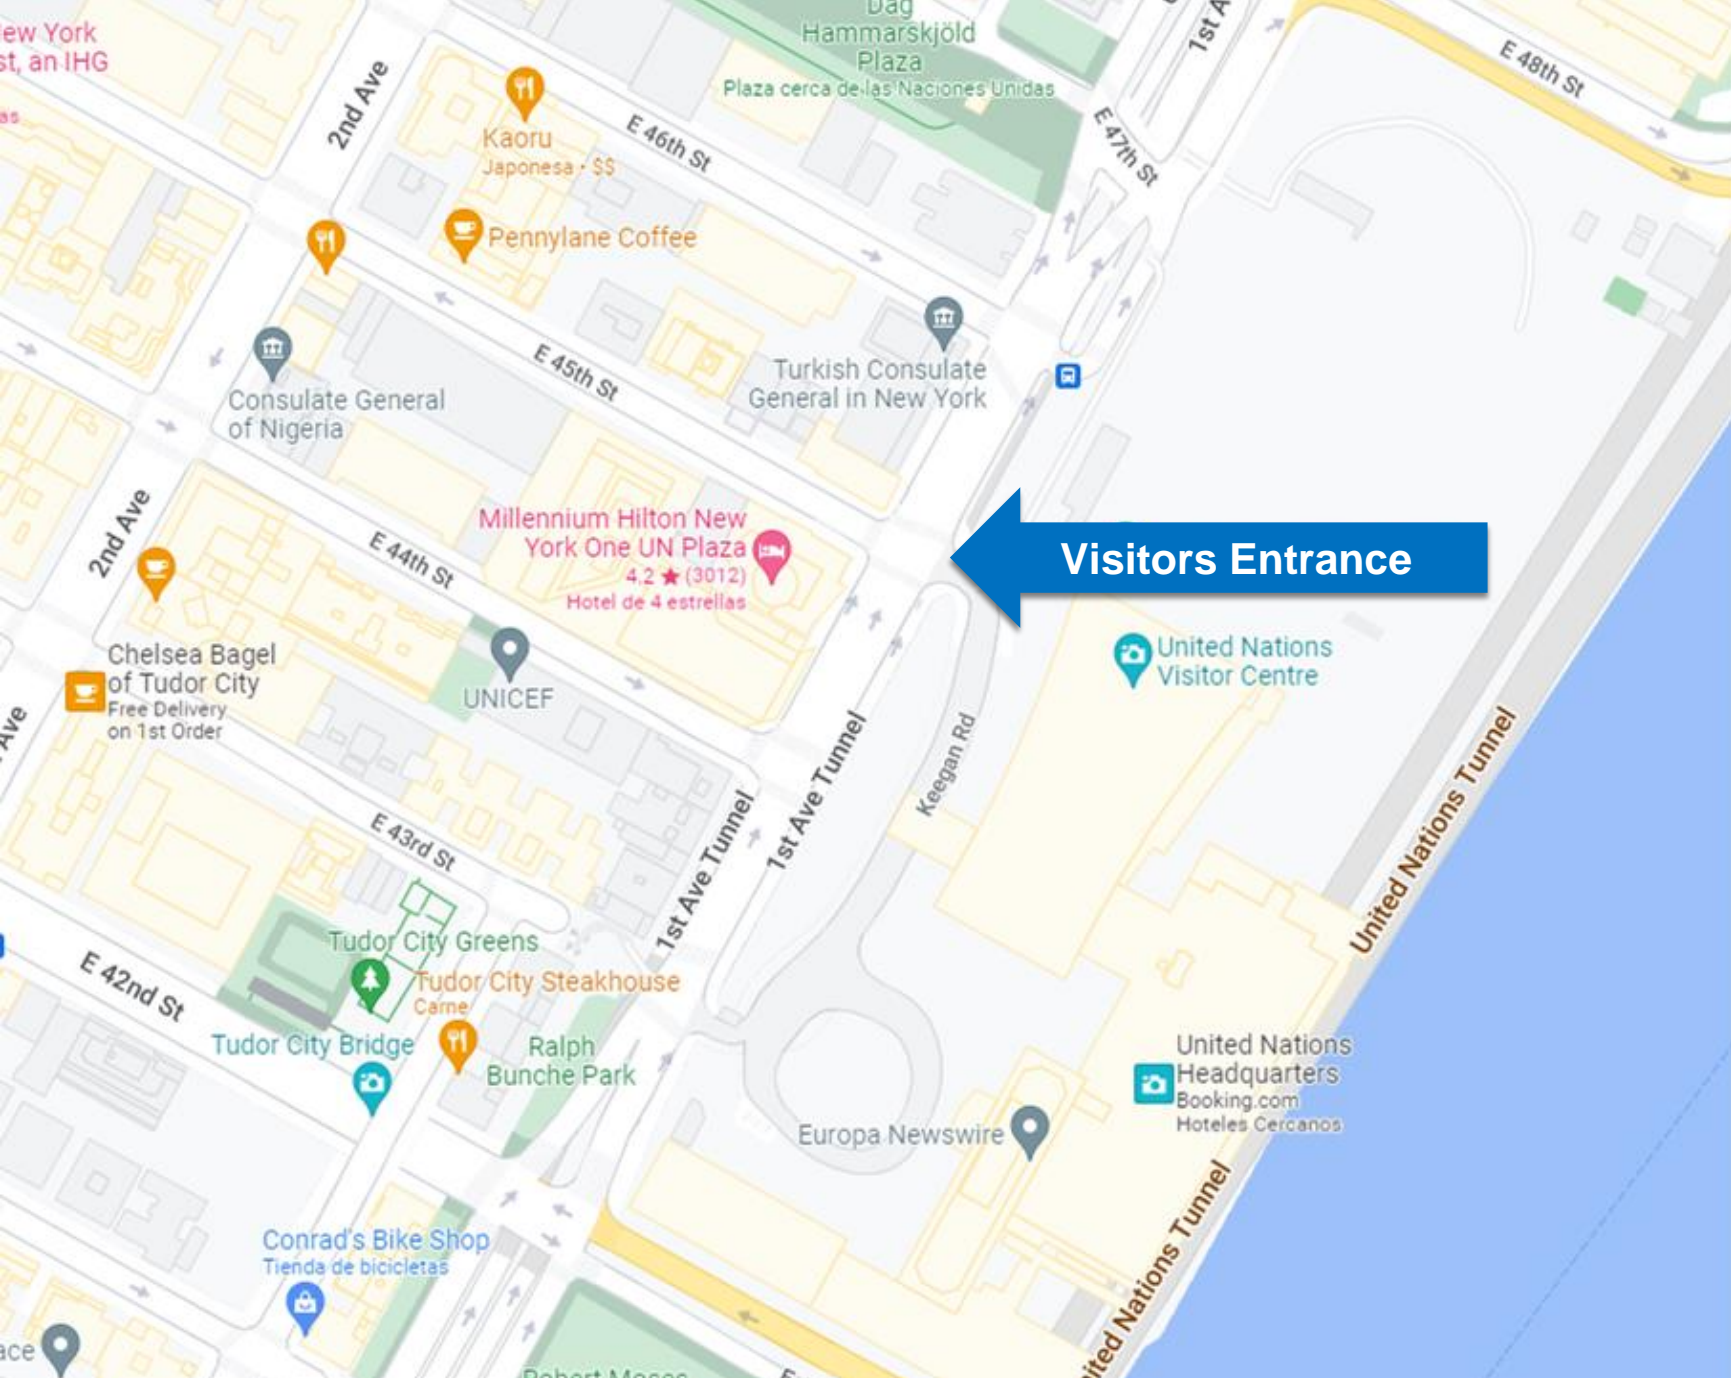 Dag
Hammarskjöld
Plaza
Plaza cerca de las Naciones Unidas
ew York
st, an IHG
as
2nd Ave
Kaoru
Japonesa · $$
E 46th St
1st A
E 48th St
E 47th St
Pennylane Coffee
E 45th St
Turkish Consulate
General in New York
Consulate General
of Nigeria
2nd Ave
E 44th St
Millennium Hilton New
York One UN Plaza
4,2 ★ (3012)
Hotel de 4 estrellas
Visitors Entrance
United Nations
Visitor Centre
Chelsea Bagel
of Tudor City
Free Delivery
on 1st Order
UNICEF
Ave
1st Ave Tunnel
1st Ave Tunnel
Keegan Rd
United Nations Tunnel
E 43rd St
Tudor City Greens
Tudor City Steakhouse
Carne
E 42nd St
Tudor City Bridge
Ralph
Bunche Park
United Nations
Headquarters
Booking.com
Hoteles Cercanos
Europa Newswire
Conrad's Bike Shop
Tienda de bicicletas
ited Nations Tunnel
ace
Robert Moses
E